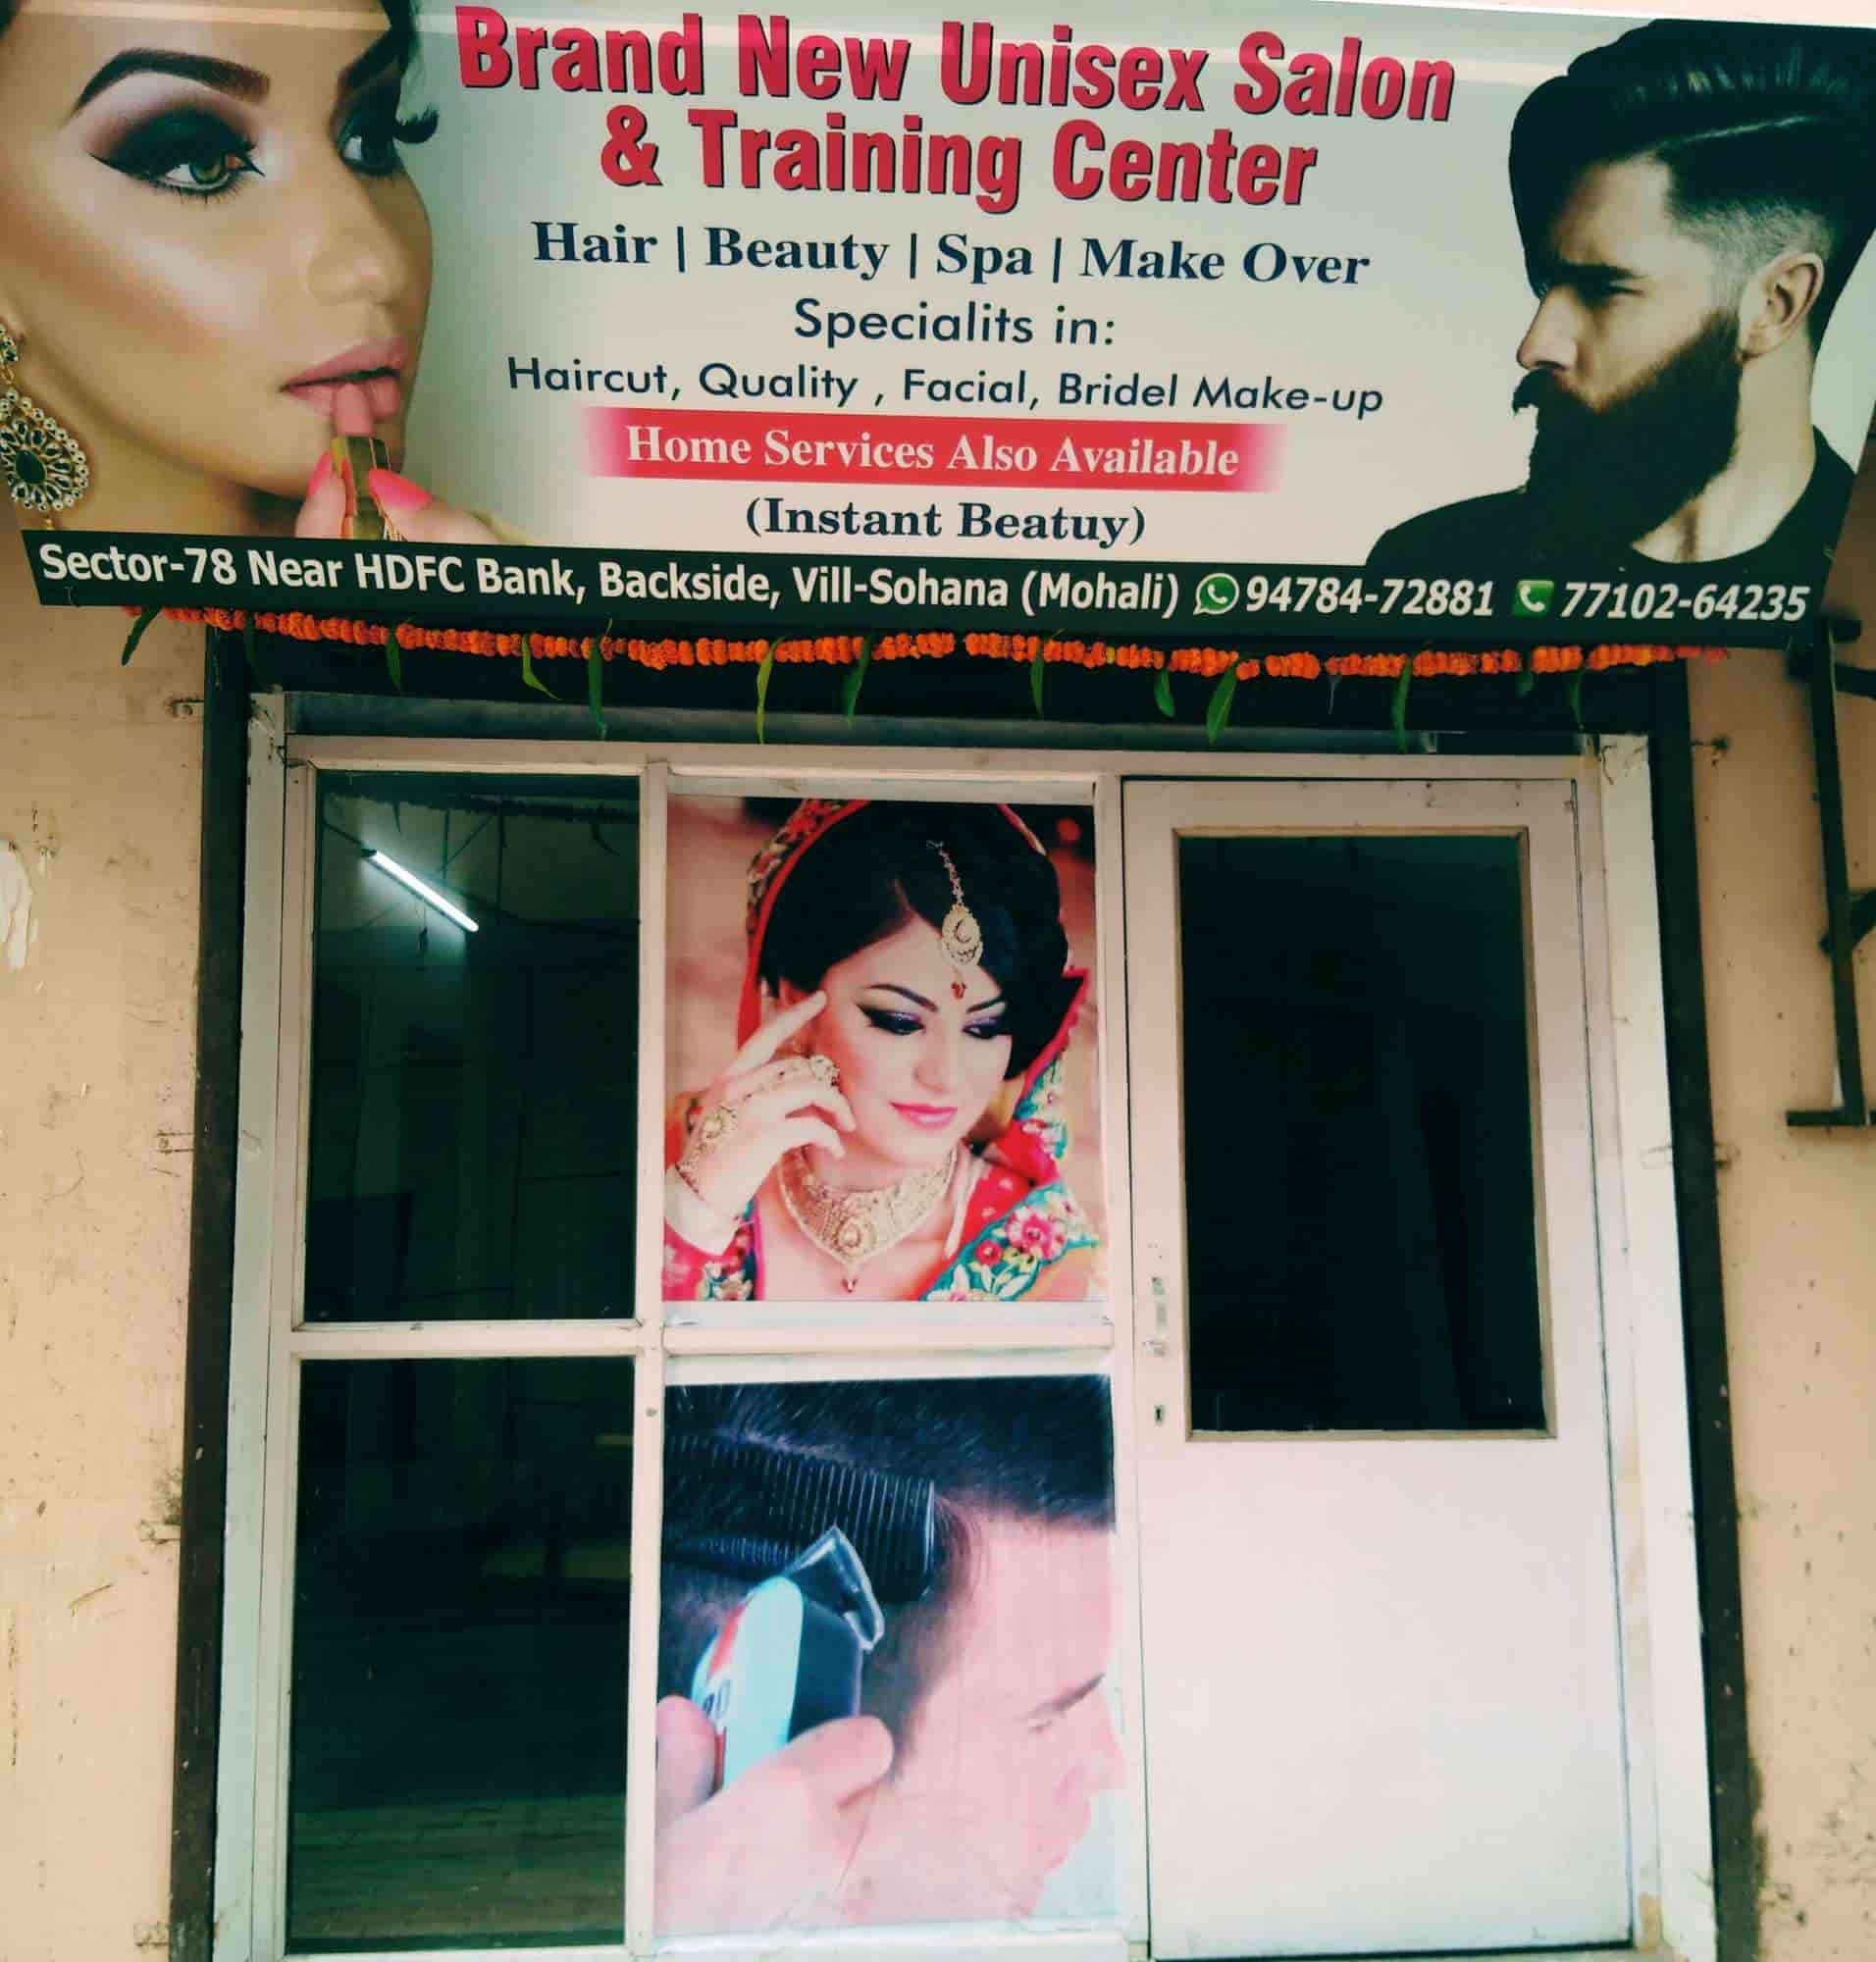 Brand New Unisex Salon
& Training Center
Hair | Beauty | Spa | Make Over
Specialits in:
Haircut, Quality , Facial, Bridel Make-up
Home Services Also Available
(Instant Beatuy)
Sector-78 Near HDFC Bank, Backside, Vill-Sohana (Mohali) 94784-72881 77102-64235